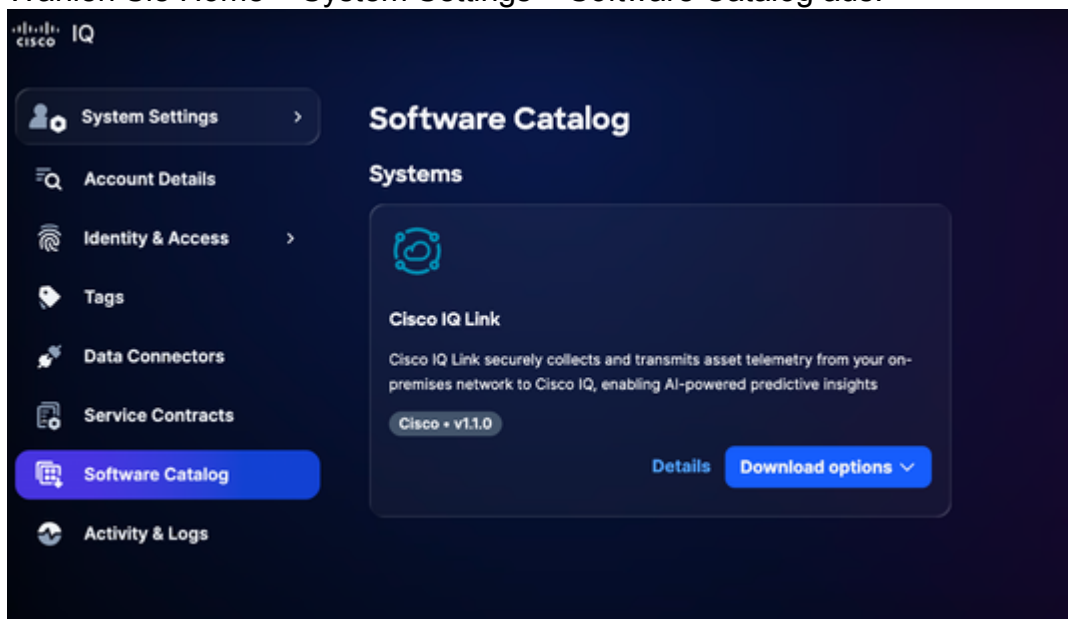 cisco IQ
System Settings
Account Details
Identity & Access
Tags
Data Connectors
Service Contracts
Software Catalog
Activity & Logs
Software Catalog
Systems
Cisco IQ Link
Cisco IQ Link securely collects and transmits asset telemetry from your on-
premises network to Cisco IQ, enabling AI-powered predictive insights
Cisco • v1.1.0
Details Download options